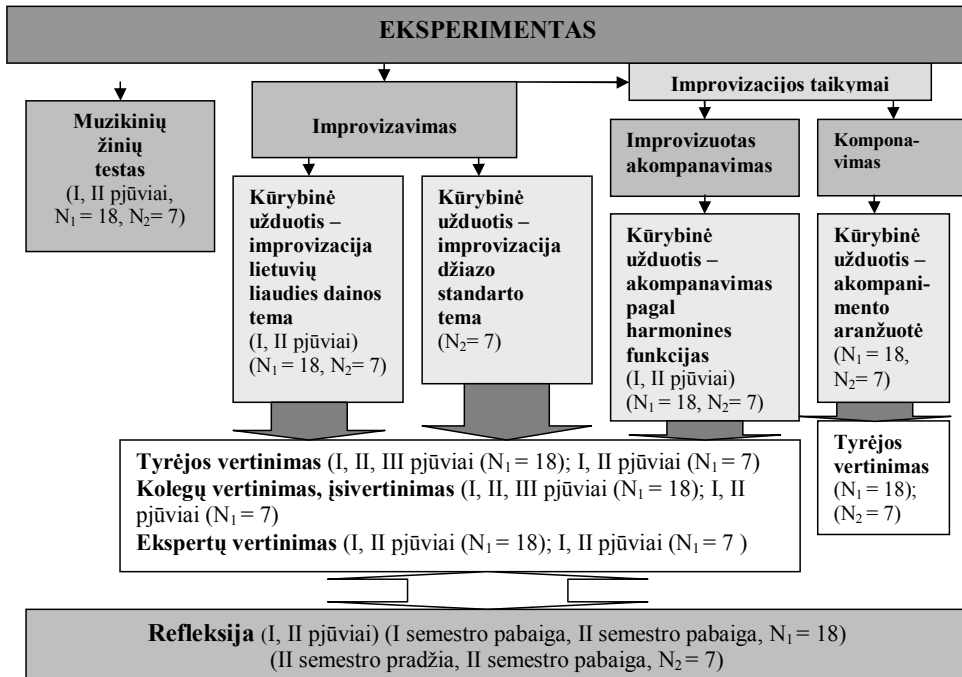 EKSPERIMENTAS
Improvizacijos taikymai
Muzikinių
žinių
testas
(I, II pjūviai,
N₁ = 18, N₂= 7)
Improvizavimas
Improvizuotas
akompanavimas
Kompona-
vimas
Kūrybinė
užduotis –
improvizacija
lietuvių
liaudies dainos
tema
(I, II pjūviai)
(N₁ = 18, N₂= 7)
Kūrybinė
užduotis –
improvizacija
džiazo
standarto
tema
(N₂= 7)
Kūrybinė
užduotis –
akompanavimas
pagal
harmonines
funkcijas
(I, II pjūviai)
(N₁ = 18, N₂= 7)
Kūrybinė
užduotis –
akompani-
mento
aranžuotė
(N₁ = 18,
N₂= 7)
Tyrėjos vertinimas (I, II, III pjūviai (N₁ = 18); I, II pjūviai (N₁ = 7)
Kolegų vertinimas, įsivertinimas (I, II, III pjūviai (N₁ = 18); I, II
pjūviai (N₁ = 7)
Ekspertų vertinimas (I, II pjūviai (N₁ = 18); I, II pjūviai (N₁ = 7 )
Tyrėjos
vertinimas
(N₁ = 18);
(N₂ = 7)
Refleksija (I, II pjūviai) (I semestro pabaiga, II semestro pabaiga, N₁ = 18)
(II semestro pradžia, II semestro pabaiga, N₂ = 7)